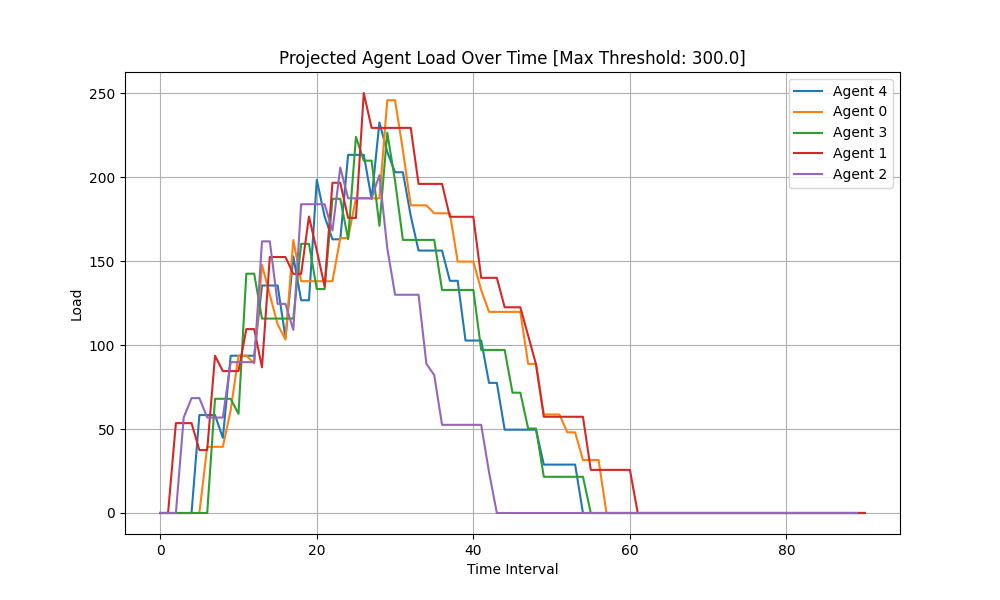 Projected Agent Load Over Time [Max Threshold: 300.0]
Load
250
200
150
100
50
0
0 20 40 60 80
Time Interval
Agent 4
Agent 0
Agent 3
Agent 1
Agent 2